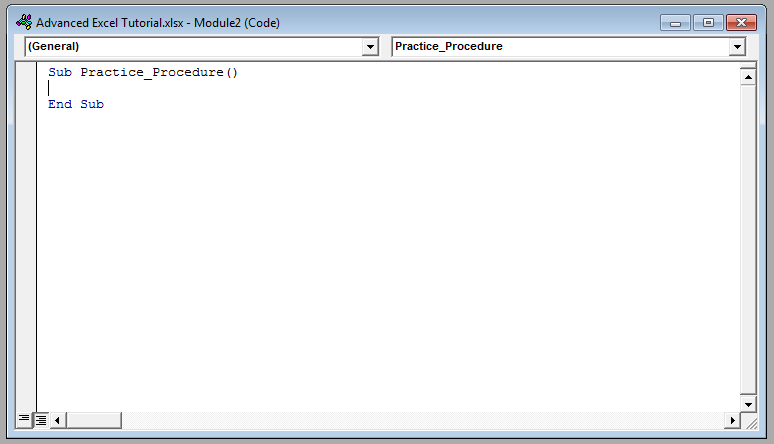 Advanced Excel Tutorial.xlsx - Module2 (Code)
(General)
Practice_Procedure
Sub Practice_Procedure()
End Sub